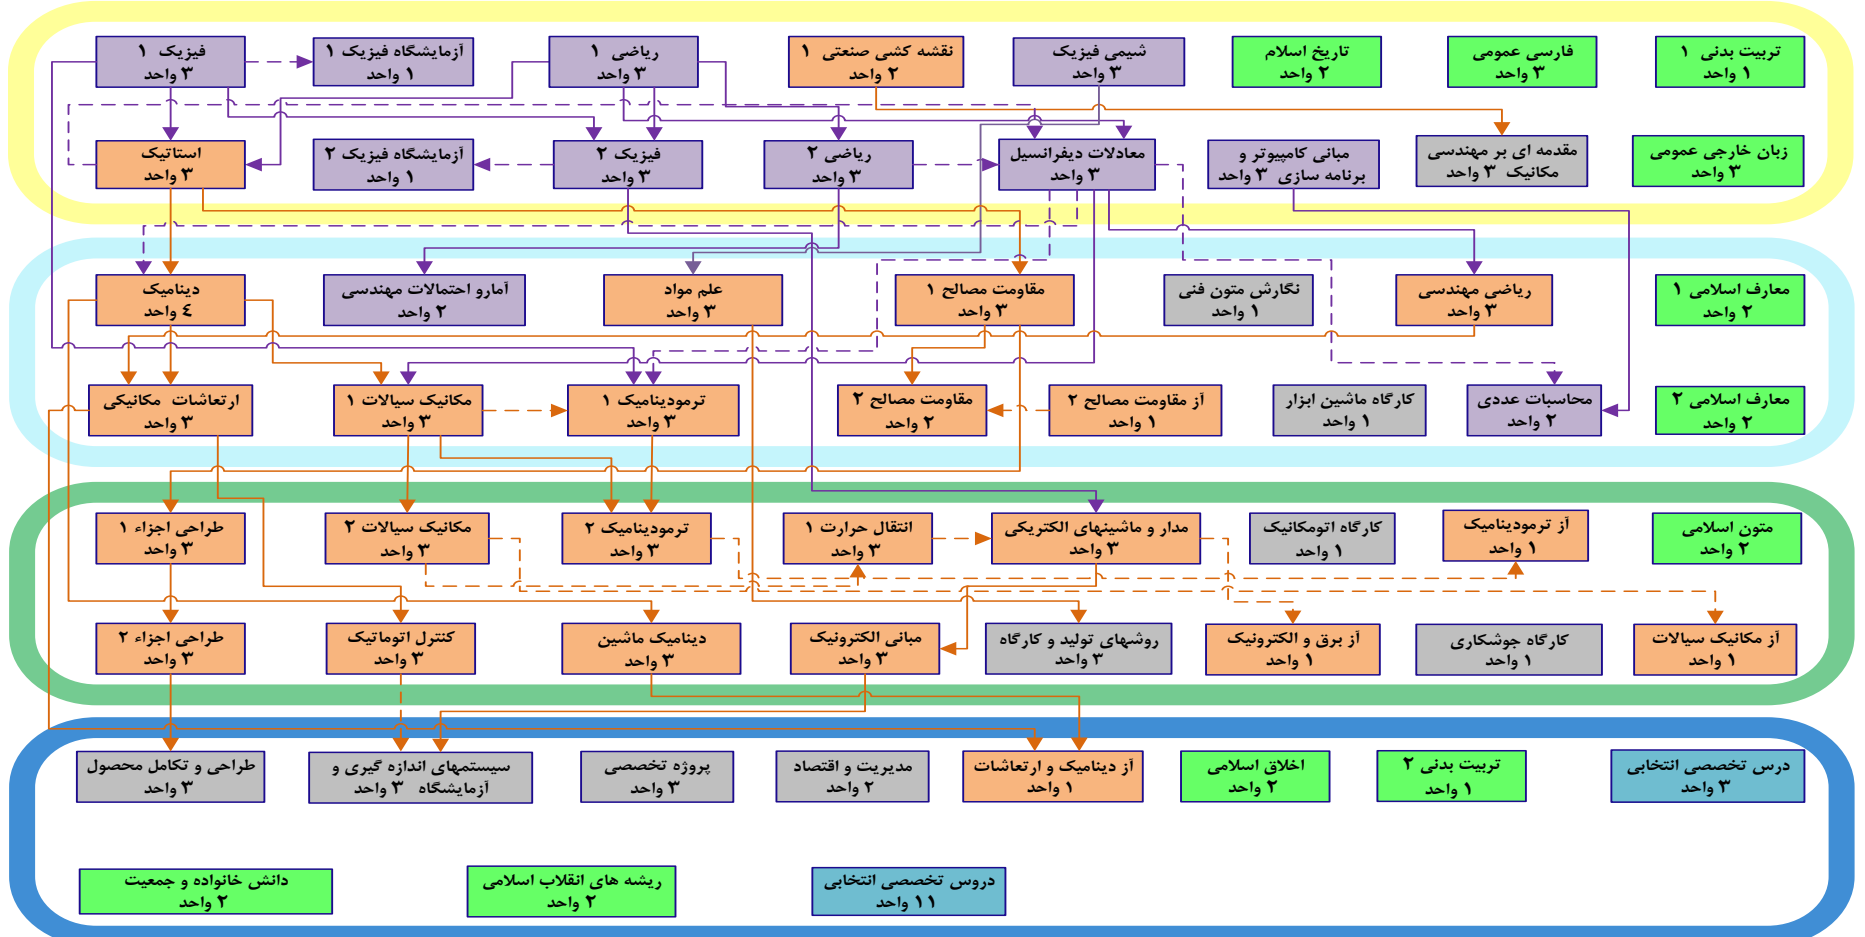 تربیت بدنی ۱
۱ واحد
فارسی عمومی
۳ واحد
تاریخ اسلام
۲ واحد
شیمی فیزیک
۳ واحد
نقشه کشی صنعتی ۱
۲ واحد
ریاضی ۱
۳ واحد
آزمایشگاه فیزیک ۱
۱ واحد
فیزیک ۱
۳ واحد
زبان خارجی عمومی
۳ واحد
مقدمه ای بر مهندسی
مکانیک ۳ واحد
مبانی کامپیوتر و
برنامه سازی ۳ واحد
معادلات دیفرانسیل
۳ واحد
ریاضی ۲
۳ واحد
فیزیک ۲
۳ واحد
آزمایشگاه فیزیک ۲
۱ واحد
استاتیک
۳ واحد
معارف اسلامی ۱
۲ واحد
ریاضی مهندسی
۳ واحد
نگارش متون فنی
۱ واحد
مقاومت مصالح ۱
۳ واحد
علم مواد
۳ واحد
آمارو احتمالات مهندسی
۲ واحد
دینامیک
٤ واحد
معارف اسلامی ۲
۲ واحد
محاسبات عددی
۲ واحد
کارگاه ماشین ابزار
۱ واحد
آز مقاومت مصالح ۲
۱ واحد
مقاومت مصالح ۲
۲ واحد
ترمودینامیک ۱
۳ واحد
مکانیک سیالات ۱
۳ واحد
ارتعاشات مکانیکی
۳ واحد
متون اسلامی
۲ واحد
آز ترمودینامیک
۱ واحد
کارگاه اتومکانیک
۱ واحد
مدار و ماشینهای الکتریکی
۳ واحد
انتقال حرارت ۱
۳ واحد
ترمودینامیک ۲
۳ واحد
مکانیک سیالات ۲
۳ واحد
طراحی اجزاء ۱
۳ واحد
آز مکانیک سیالات
۱ واحد
کارگاه جوشکاری
۱ واحد
آز برق و الکترونیک
۱ واحد
روشهای تولید و کارگاه
۳ واحد
مبانی الکترونیک
۳ واحد
دینامیک ماشین
۳ واحد
کنترل اتوماتیک
۳ واحد
طراحی اجزاء ۲
۳ واحد
درس تخصصی انتخابی
۳ واحد
تربیت بدنی ۲
۱ واحد
اخلاق اسلامی
۲ واحد
آز دینامیک و ارتعاشات
۱ واحد
مدیریت و اقتصاد
۲ واحد
پروژه تخصصی
۳ واحد
سیستمهای اندازه گیری و
آزمایشگاه ۳ واحد
طراحی و تکامل محصول
۳ واحد
دروس تخصصی انتخابی
۱۱ واحد
ریشه های انقلاب اسلامی
۲ واحد
دانش خانواده و جمعیت
۲ واحد